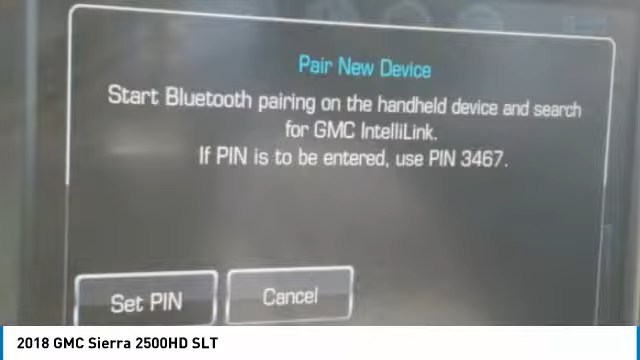 Pair New Device
Start Bluetooth pairing on the handheld device and search
for GMC IntelliLink.
If PIN is to be entered, use PIN 3467.
Set PIN
Cancel
2018 GMC Sierra 2500HD SLT